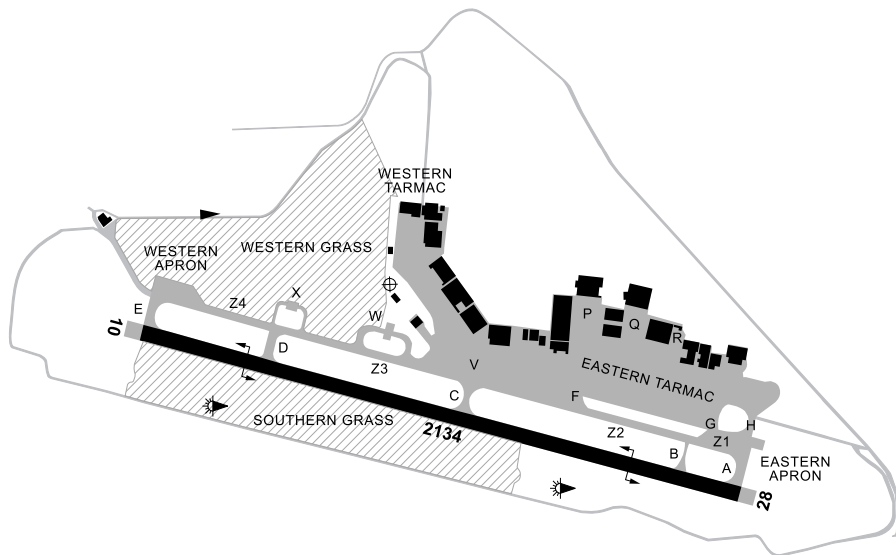 WESTERN
TARMAC
WESTERN GRASS
WESTERN
APRON
X
Z4
E
W
P
Q
R
10
D
Z3
V
EASTERN TARMAC
C
F
SOUTHERN GRASS
2134
G
H
Z2
Z1
B
A
EASTERN
APRON
28